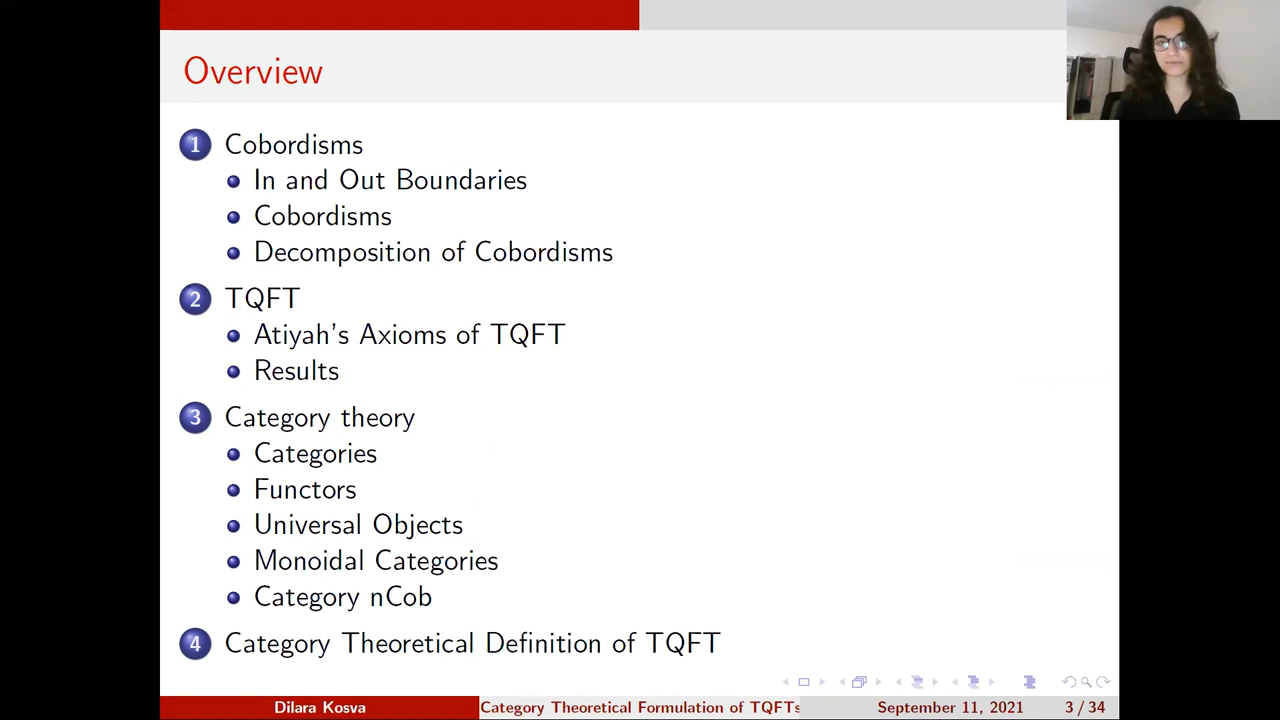 Overview
1 Cobordisms
In and Out Boundaries
Cobordisms
Decomposition of Cobordisms
2 TQFT
Atiyah's Axioms of TQFT
Results
3 Category theory
Categories
Functors
Universal Objects
Monoidal Categories
Category nCob
4 Category Theoretical Definition of TQFT
Dilara Kosva Category Theoretical Formulation of TQFTs September 11, 2021 3 / 34